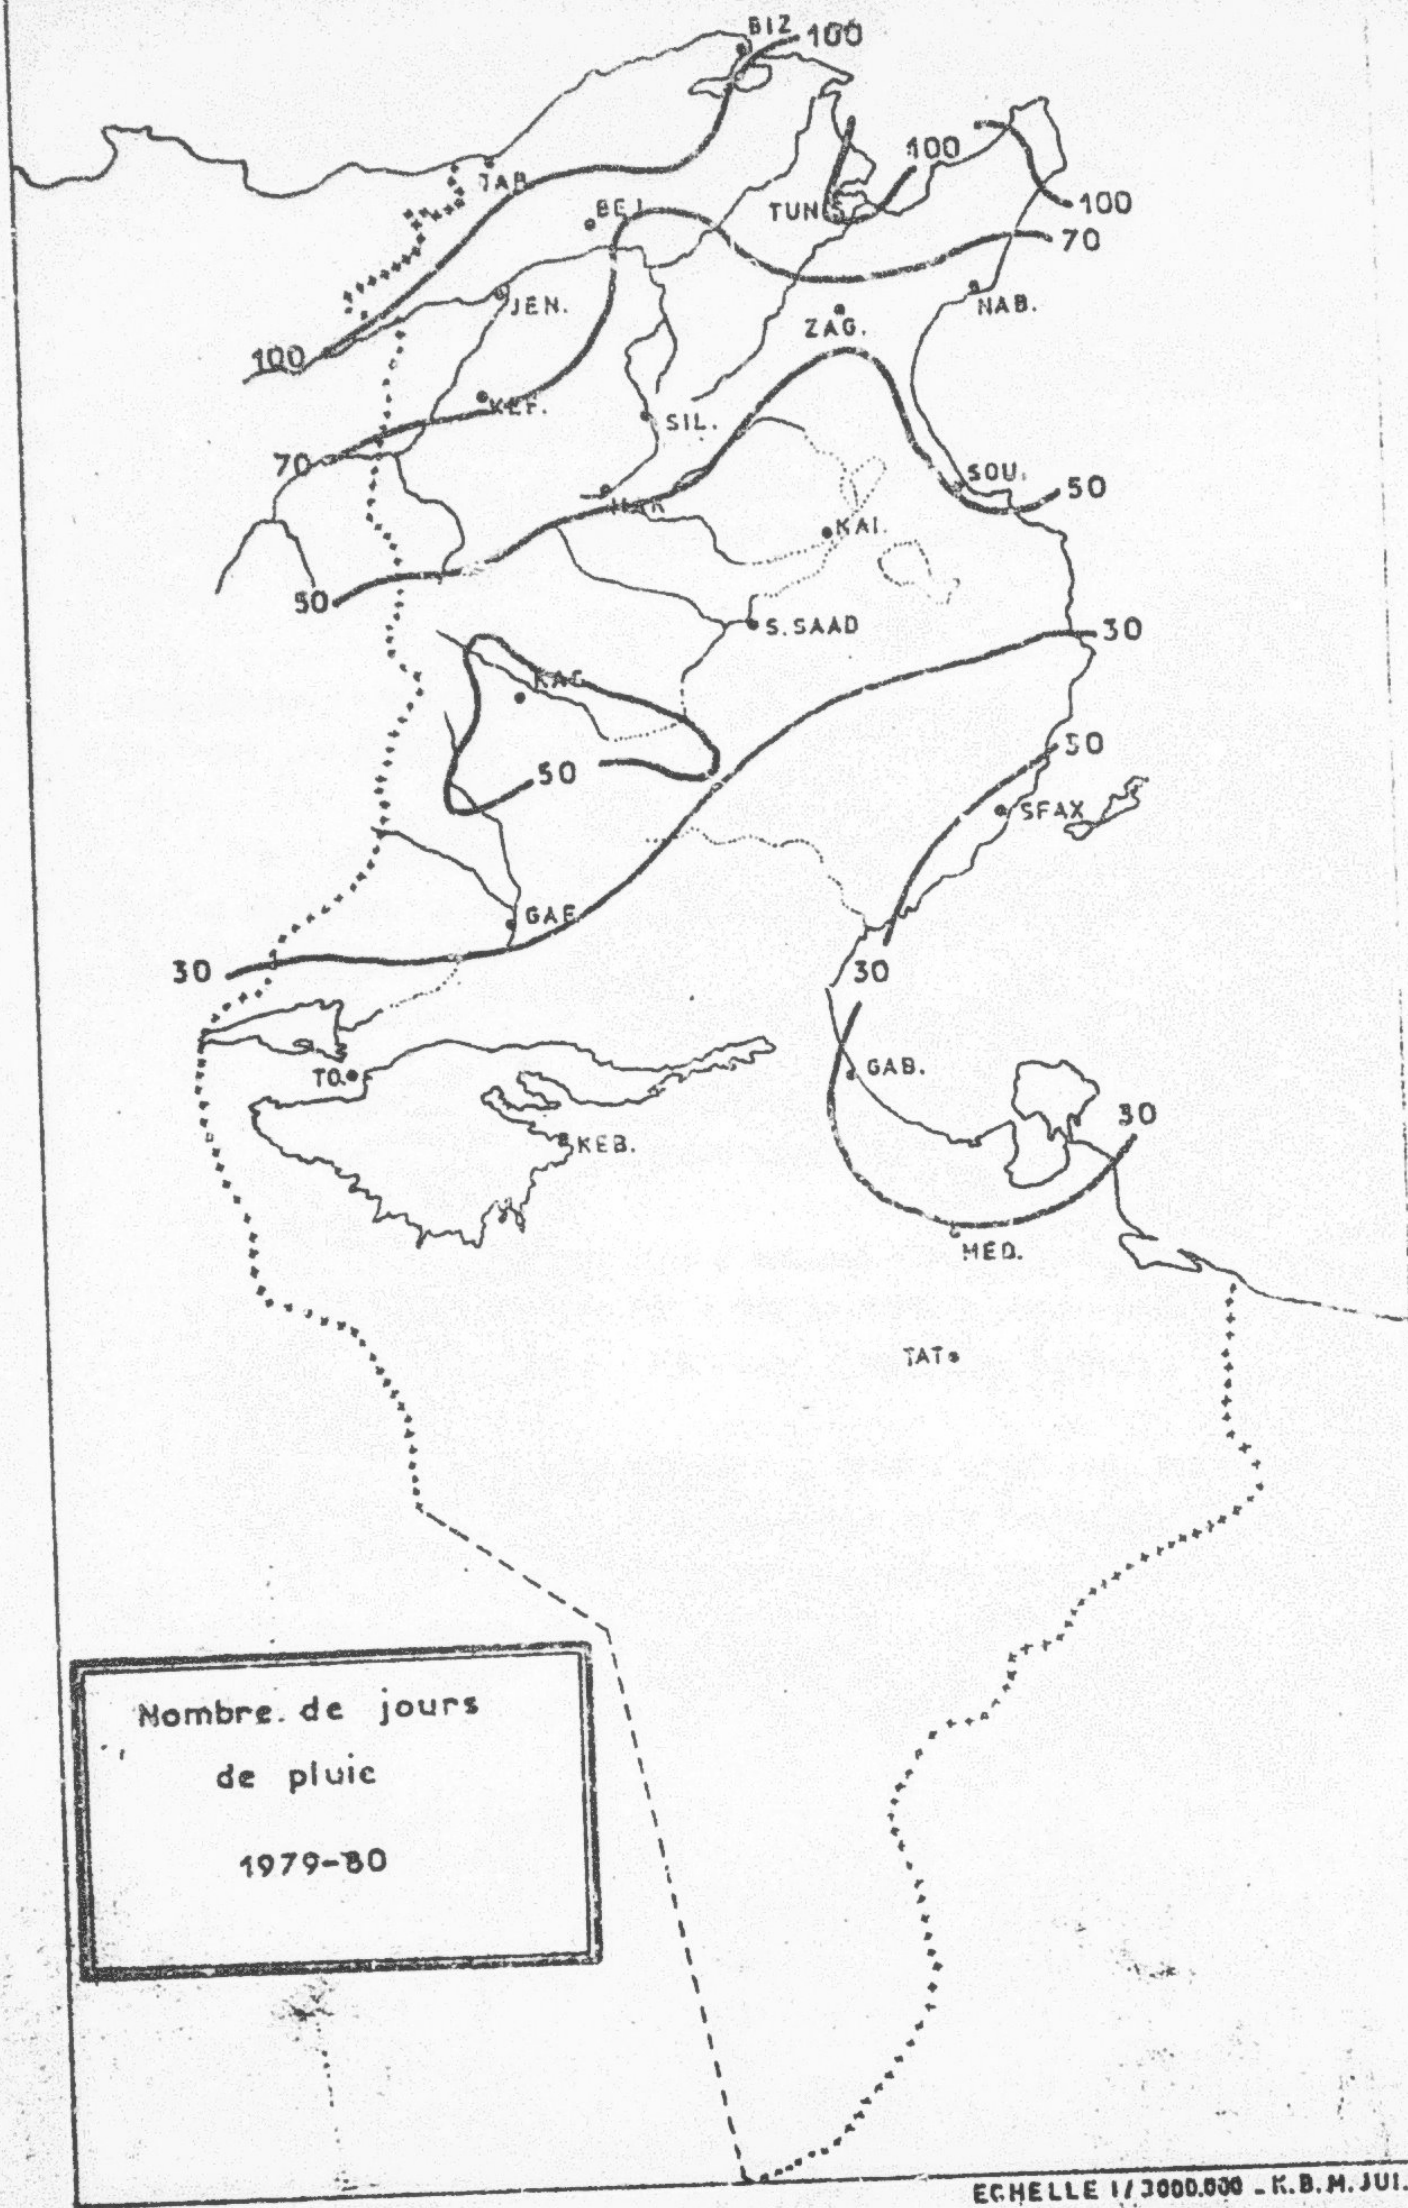 BIZ
100
TAB
100
100
BEJ
TUNIS
70
JEN.
NAB.
ZAG.
100
KEF.
SIL.
70
SOU.
50
MAK
KAI.
50
S.SAAD
30
KAS
50
50
SFAX
GAF
30
30
TO.
GAB.
30
KEB.
MED.
TAT
Nombre. de jours
de pluie
1979-80
ECHELLE 1/3000.000 - K.B.M. JUI.